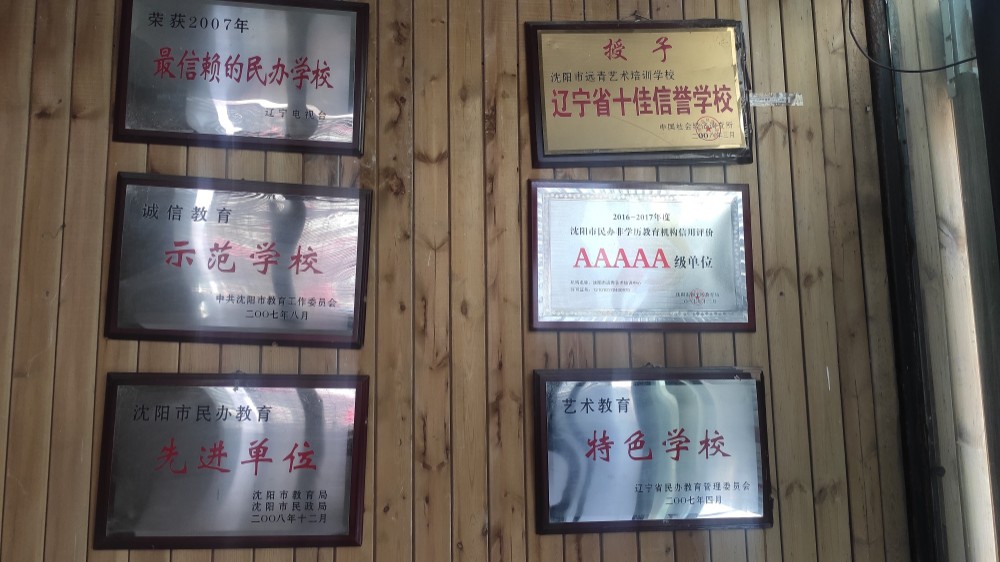 荣获2007年
最信赖的民办学校
辽宁电视台
诚信教育
示范学校
中共沈阳市教育工作委员会
二〇〇七年八月
沈阳市民办教育
先进单位
沈阳市教育局
沈阳市民政局
二〇〇八年十二月
授予
沈阳市远青艺术培训学校
辽宁省十佳信誉学校
2016-2017年度
沈阳市民办非学历教育机构信用评价
AAAAA级单位
艺术教育
特色学校
辽宁省民办教育管理委员会
二〇〇七年四月